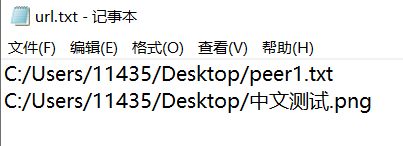 url.txt - 记事本
文件(F) 编辑(E) 格式(O) 查看(V) 帮助(H)
C:/Users/11435/Desktop/peer1.txt
C:/Users/11435/Desktop/中文测试.png